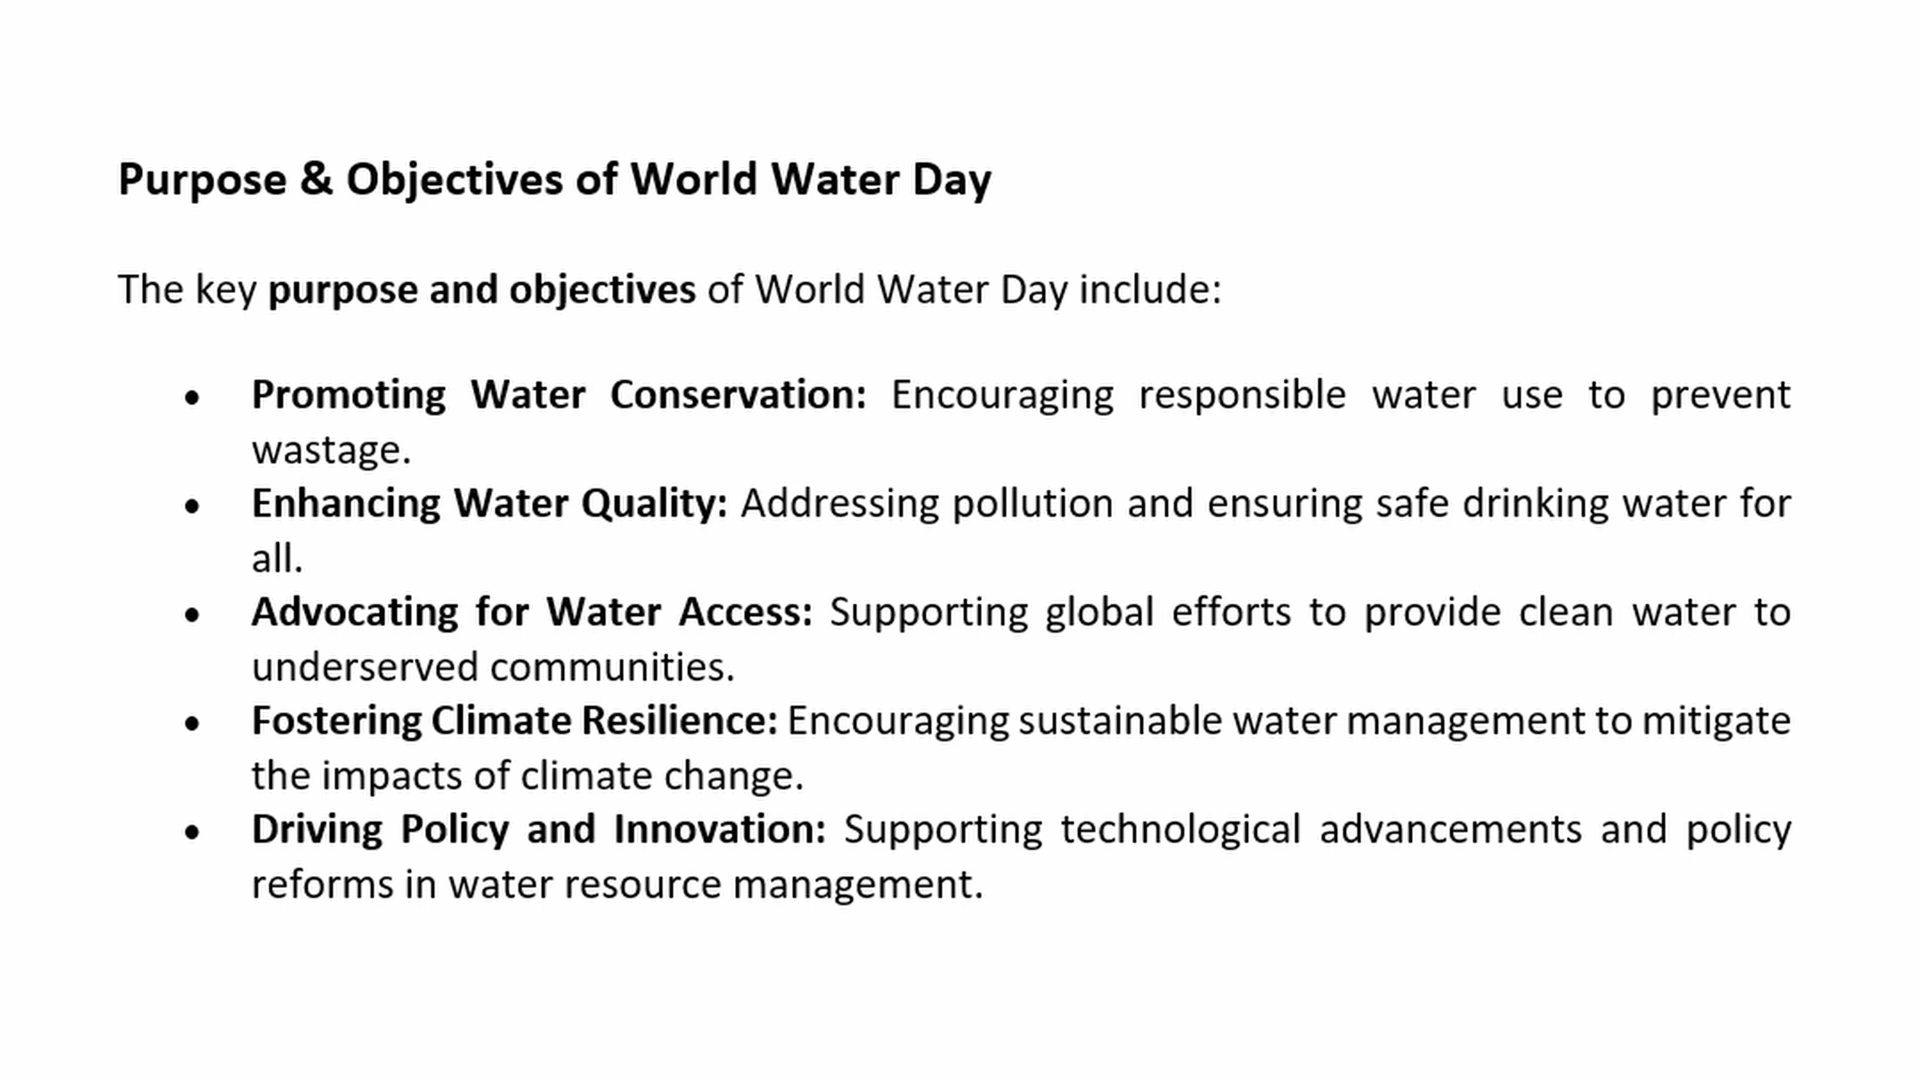 Purpose & Objectives of World Water Day
The key purpose and objectives of World Water Day include:
• Promoting Water Conservation: Encouraging responsible water use to prevent
wastage.
• Enhancing Water Quality: Addressing pollution and ensuring safe drinking water for
all.
• Advocating for Water Access: Supporting global efforts to provide clean water to
underserved communities.
• Fostering Climate Resilience: Encouraging sustainable water management to mitigate
the impacts of climate change.
• Driving Policy and Innovation: Supporting technological advancements and policy
reforms in water resource management.